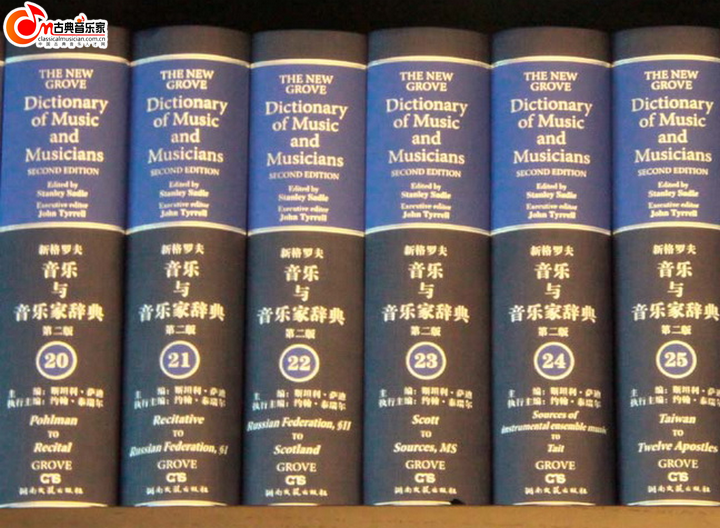 古典音乐家
classicalmusician.com.cn
THE NEW
GROVE
Dictionary
of Music
and
Musicians
SECOND EDITION
Edited by
Stanley Sadie
Executive editor
John Tyrrell
新格罗夫
音乐
与
音乐家辞典
第二版
20
主 编：斯坦利·萨迪
执行主编：约翰·泰瑞尔
Pohlman
TO
Recital
GROVE
湖南文艺出版社
THE NEW
GROVE
Dictionary
of Music
and
Musicians
SECOND EDITION
Edited by
Stanley Sadie
Executive editor
John Tyrrell
新格罗夫
音乐
与
音乐家辞典
第二版
21
主 编：斯坦利·萨迪
执行主编：约翰·泰瑞尔
Recitative
TO
Russian Federation, §I
GROVE
湖南文艺出版社
THE NEW
GROVE
Dictionary
of Music
and
Musicians
SECOND EDITION
Edited by
Stanley Sadie
Executive editor
John Tyrrell
新格罗夫
音乐
与
音乐家辞典
第二版
22
主 编：斯坦利·萨迪
执行主编：约翰·泰瑞尔
Russian Federation, §II
TO
Scotland
GROVE
湖南文艺出版社
THE NEW
GROVE
Dictionary
of Music
and
Musicians
SECOND EDITION
Edited by
Stanley Sadie
Executive editor
John Tyrrell
新格罗夫
音乐
与
音乐家辞典
第二版
23
主 编：斯坦利·萨迪
执行主编：约翰·泰瑞尔
Scott
TO
Sources, MS
GROVE
湖南文艺出版社
THE NEW
GROVE
Dictionary
of Music
and
Musicians
SECOND EDITION
Edited by
Stanley Sadie
Executive editor
John Tyrrell
新格罗夫
音乐
与
音乐家辞典
第二版
24
主 编：斯坦利·萨迪
执行主编：约翰·泰瑞尔
Sources of
instrumental ensemble music
TO
Tait
GROVE
湖南文艺出版社
THE NEW
GROVE
Dictionary
of Music
and
Musicians
SECOND EDITION
Edited by
Stanley Sadie
Executive editor
John Tyrrell
新格罗夫
音乐
与
音乐家辞典
第二版
25
主 编：斯坦利·萨迪
执行主编：约翰·泰瑞尔
Taiwan
TO
Twelve Apostles
GROVE
湖南文艺出版社